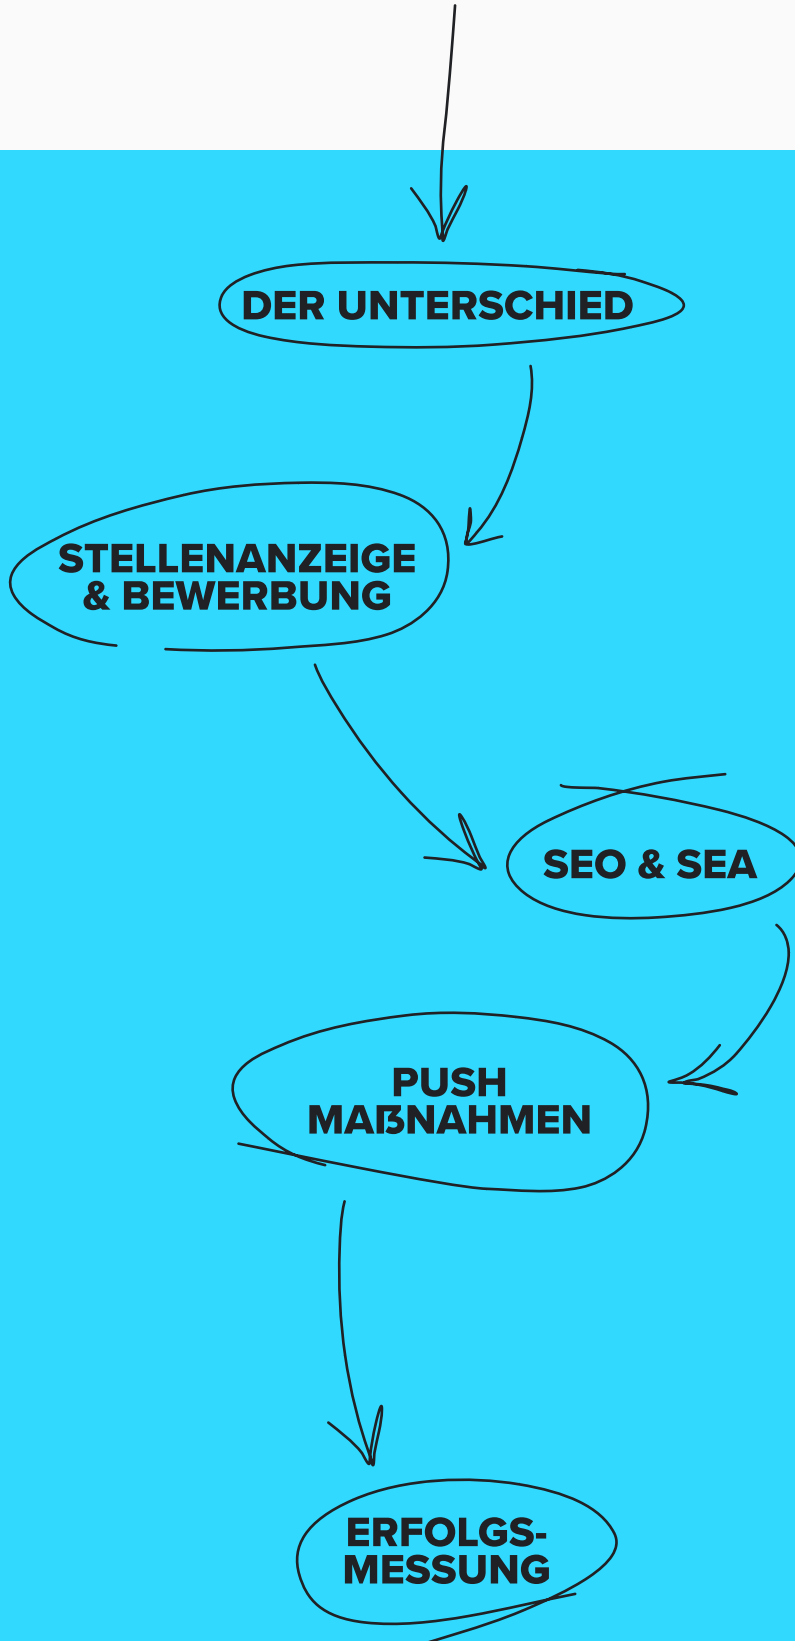 DER UNTERSCHIED
STELLENANZEIGE
& BEWERBUNG
SEO & SEA
PUSH
MAẞNAHMEN
ERFOLGS-
MESSUNG